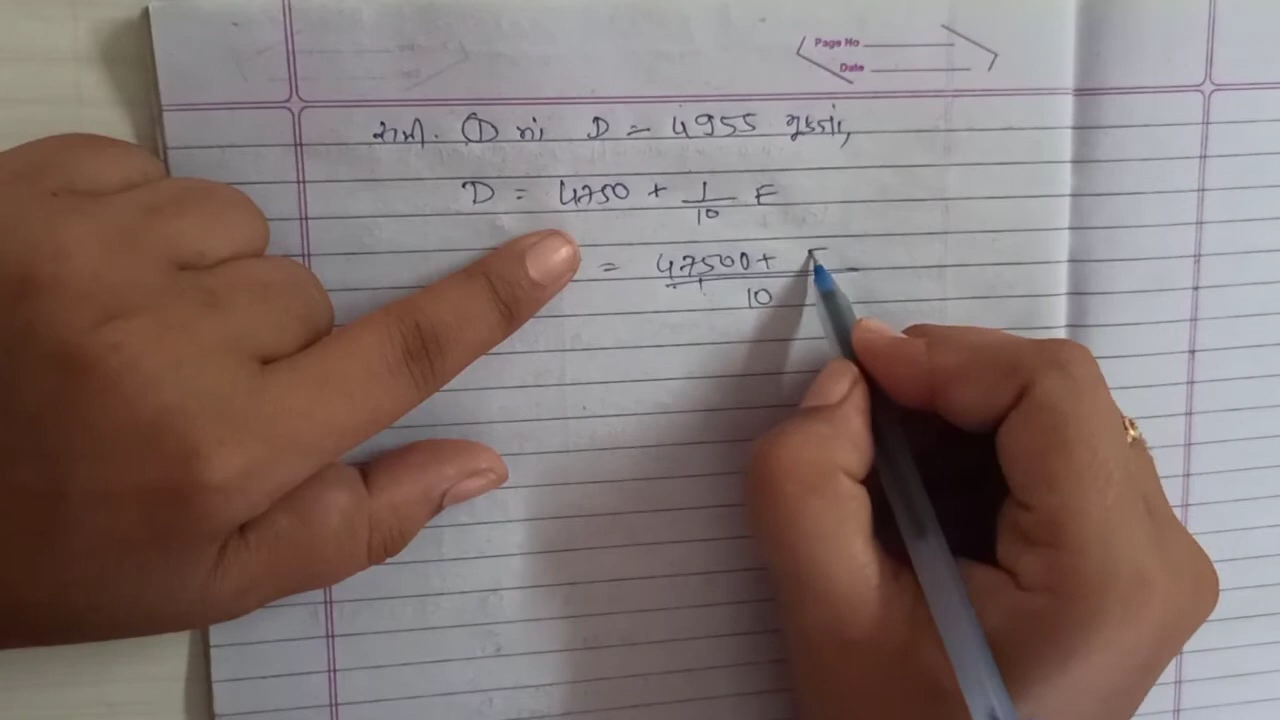 Page No
Date
સમી. ① માં D = 4955 મુકતાં,
D = 4750 + 1/10 E
= 47500 + E / 10